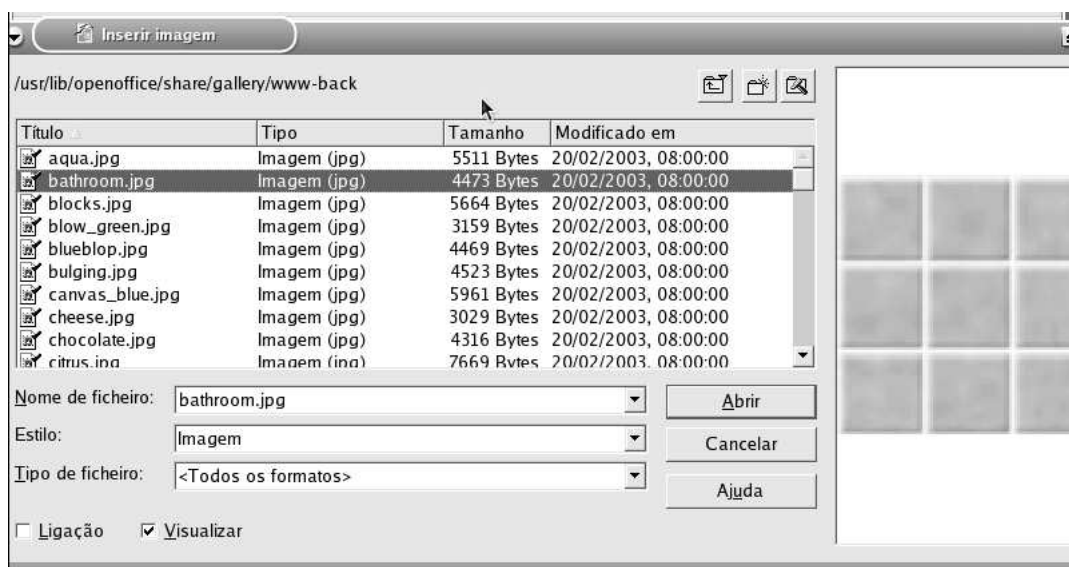 Inserir imagem
/usr/lib/openoffice/share/gallery/www-back
Título Tipo Tamanho Modificado em
aqua.jpg Imagem (jpg) 5511 Bytes 20/02/2003, 08:00:00
bathroom.jpg Imagem (jpg) 4473 Bytes 20/02/2003, 08:00:00
blocks.jpg Imagem (jpg) 5664 Bytes 20/02/2003, 08:00:00
blow_green.jpg Imagem (jpg) 3159 Bytes 20/02/2003, 08:00:00
blueblop.jpg Imagem (jpg) 4469 Bytes 20/02/2003, 08:00:00
bulging.jpg Imagem (jpg) 4523 Bytes 20/02/2003, 08:00:00
canvas_blue.jpg Imagem (jpg) 5961 Bytes 20/02/2003, 08:00:00
cheese.jpg Imagem (jpg) 3029 Bytes 20/02/2003, 08:00:00
chocolate.jpg Imagem (jpg) 4316 Bytes 20/02/2003, 08:00:00
citrus.jpg Imagem (jpg) 7669 Bytes 20/02/2003, 08:00:00
Nome de ficheiro: bathroom.jpg Abrir
Estilo: Imagem Cancelar
Tipo de ficheiro: <Todos os formatos> Ajuda
Ligação Visualizar